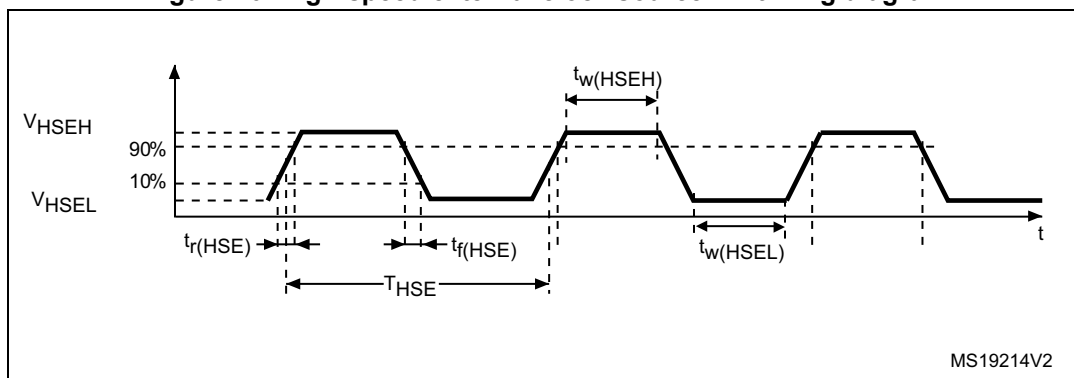 tw(HSEH)
VHSEH
90%
10%
VHSEL
tr(HSE)
tf(HSE)
tw(HSEL)
t
THSE
MS19214V2